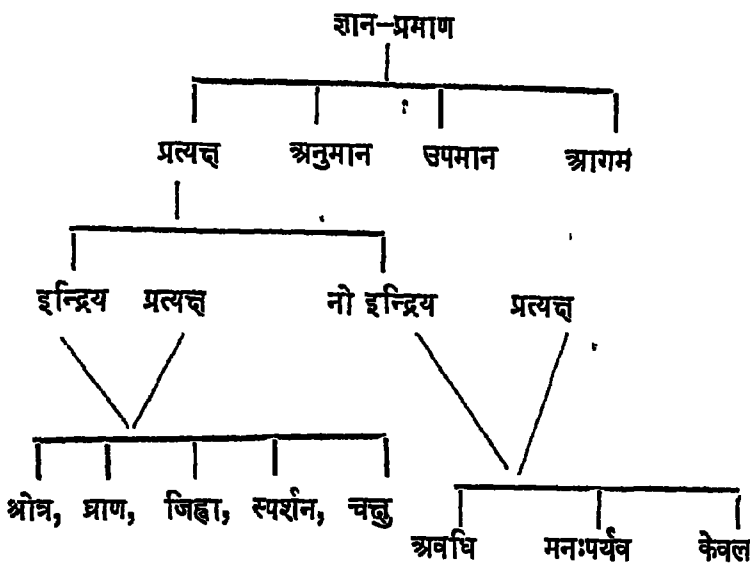 ज्ञान-प्रमाण
प्रत्यक्ष अनुमान उपमान आगम
इन्द्रिय प्रत्यक्ष नो इन्द्रिय प्रत्यक्ष
श्रोत्र, घ्राण, जिह्वा, स्पर्शन, चक्षु
अवधि मनःपर्यव केवल